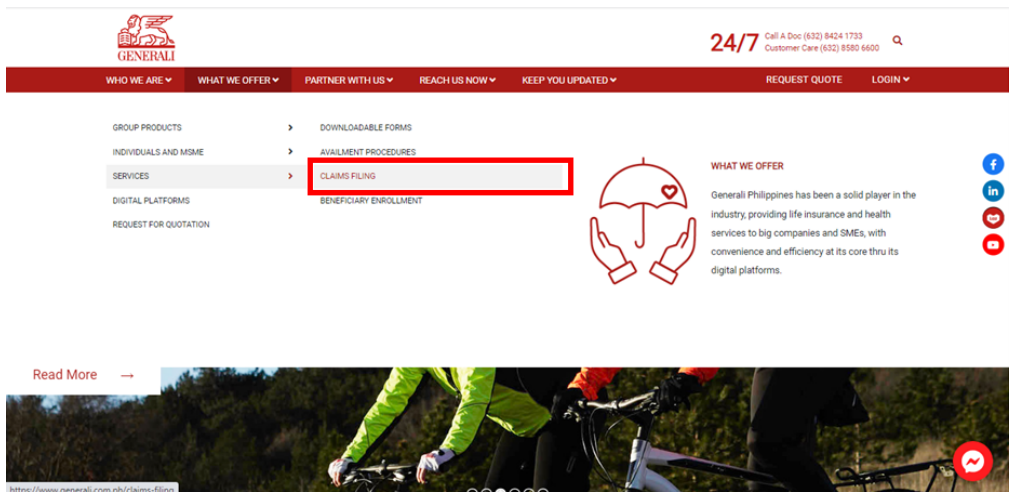 GENERALI
24/7 Call A Doc (632) 8424 1733
Customer Care (632) 8580 6600
WHO WE ARE WHAT WE OFFER PARTNER WITH US REACH US NOW KEEP YOU UPDATED REQUEST QUOTE LOGIN
GROUP PRODUCTS
INDIVIDUALS AND MSME
SERVICES
DIGITAL PLATFORMS
REQUEST FOR QUOTATION
DOWNLOADABLE FORMS
AVAILMENT PROCEDURES
CLAIMS FILING
BENEFICIARY ENROLLMENT
WHAT WE OFFER
Generali Philippines has been a solid player in the
industry, providing life insurance and health
services to big companies and SMEs, with
convenience and efficiency at its core thru its
digital platforms.
Read More →
https://www.generali.com.ph/claims-filing